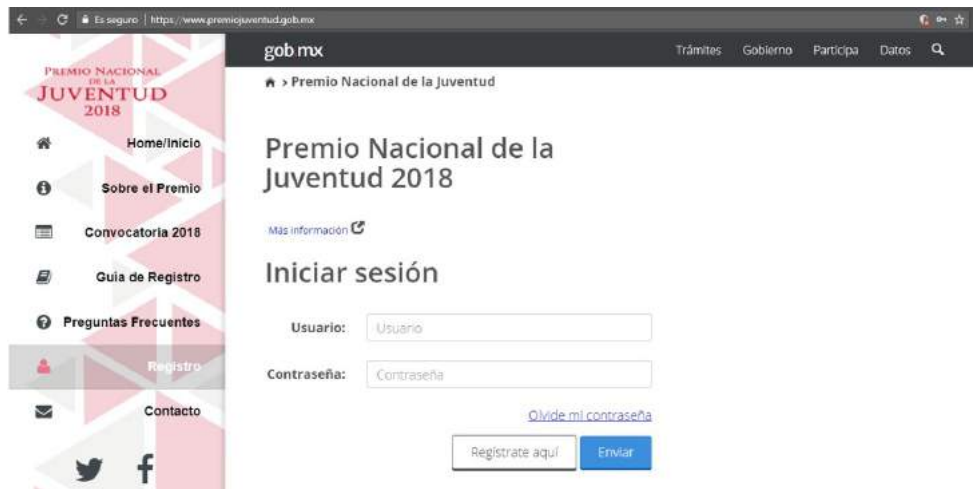 Es seguro | https://www.premiojuventud.gob.mx
PREMIO NACIONAL
DE LA
JUVENTUD
2018
Home/Inicio
Sobre el Premio
Convocatoria 2018
Guia de Registro
Preguntas Frecuentes
Registro
Contacto
gob mx
Trámites Gobierno Participa Datos
> Premio Nacional de la Juventud
Premio Nacional de la
Juventud 2018
Más información
Iniciar sesión
Usuario: Usuario
Contraseña: Contraseña
Olvide mi contraseña
Regístrate aquí Enviar